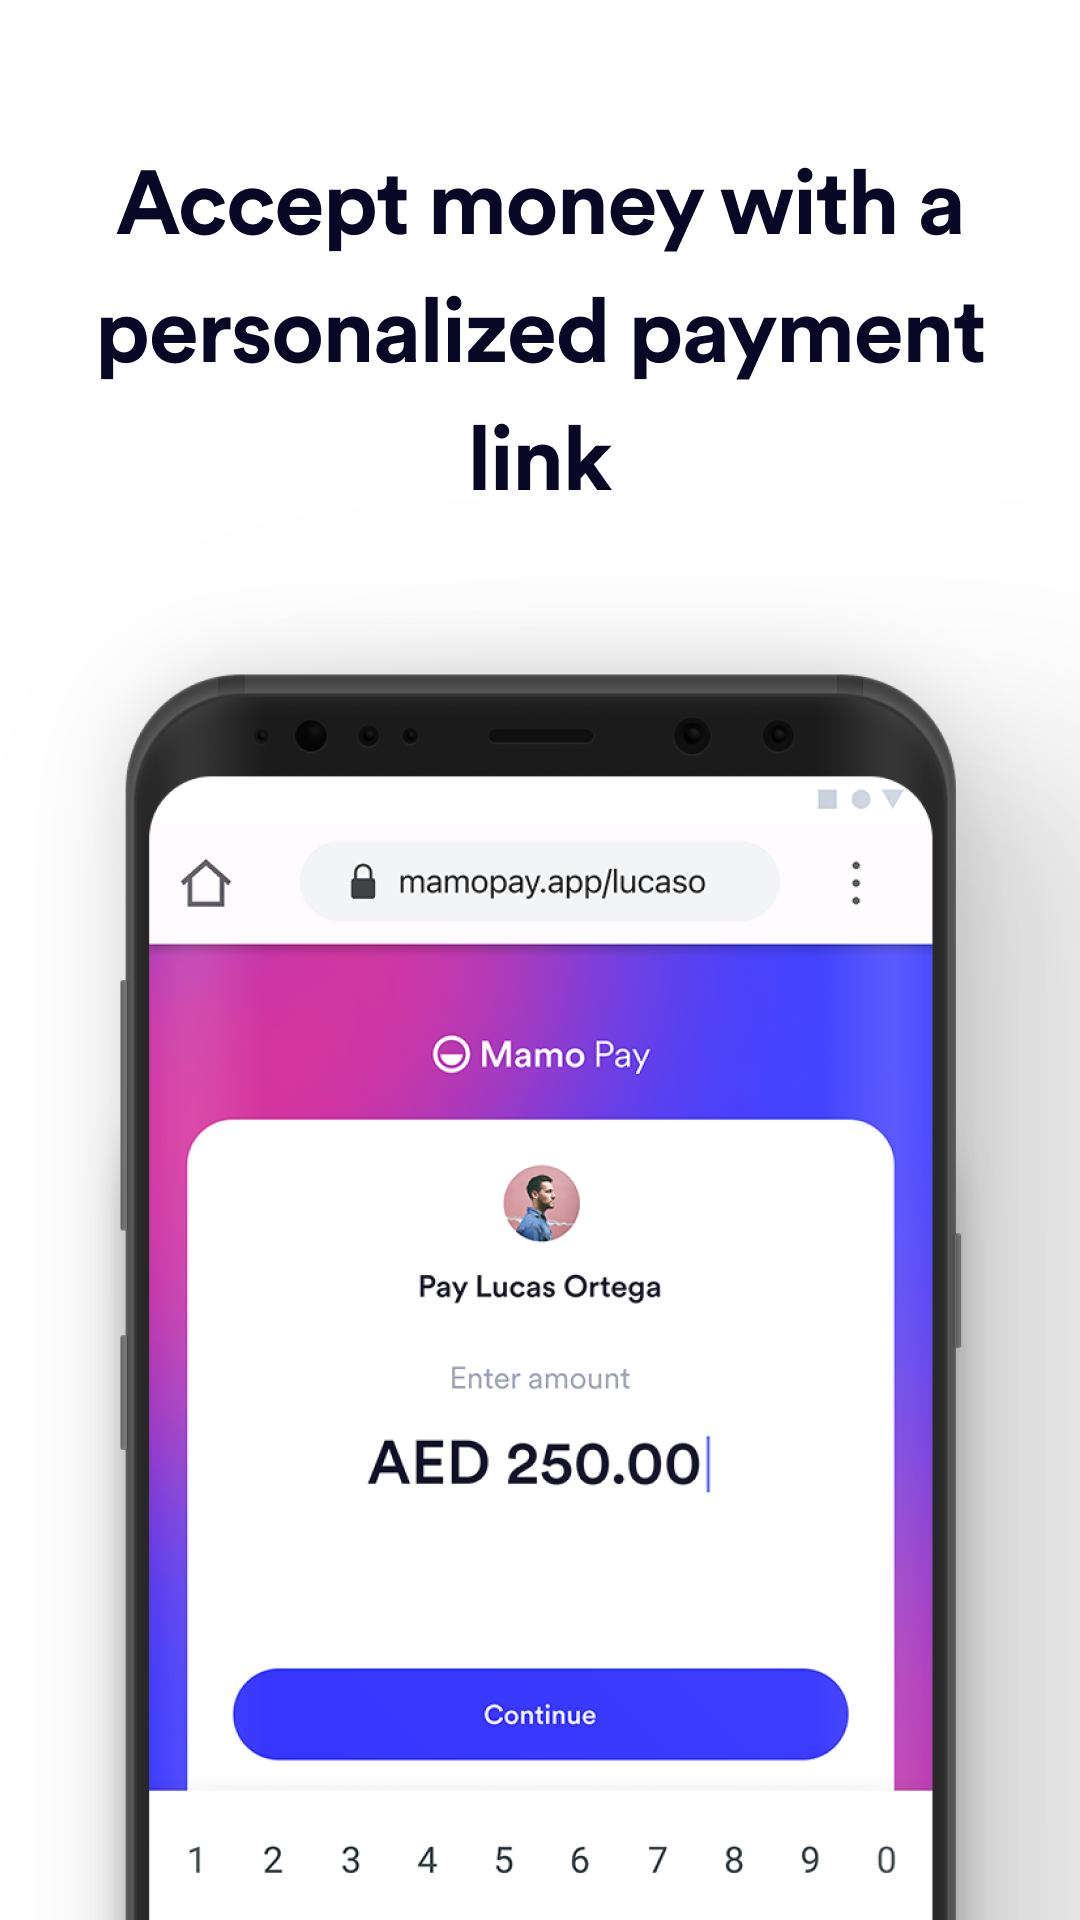 Accept money with a
personalized payment
link
mamopay.app/lucaso
Mamo Pay
Pay Lucas Ortega
Enter amount
AED 250.00
Continue
1 2 3 4 5 6 7 8 9 0